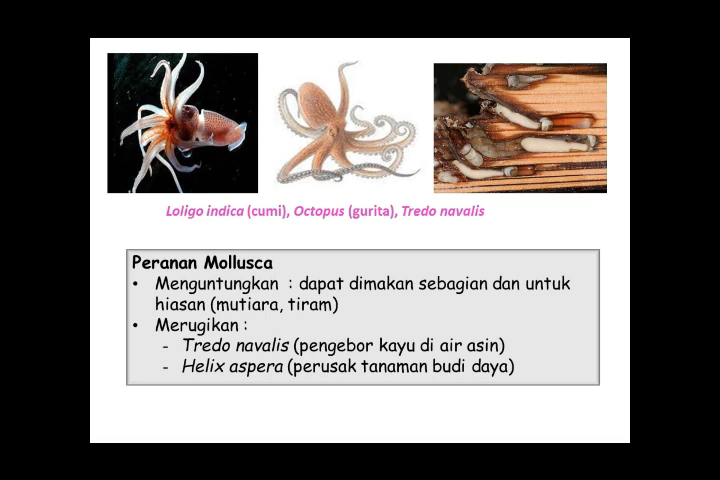 Loligo indica (cumi), Octopus (gurita), Tredo navalis
Peranan Mollusca
• Menguntungkan : dapat dimakan sebagian dan untuk
hiasan (mutiara, tiram)
• Merugikan :
- Tredo navalis (pengebor kayu di air asin)
- Helix aspera (perusak tanaman budi daya)